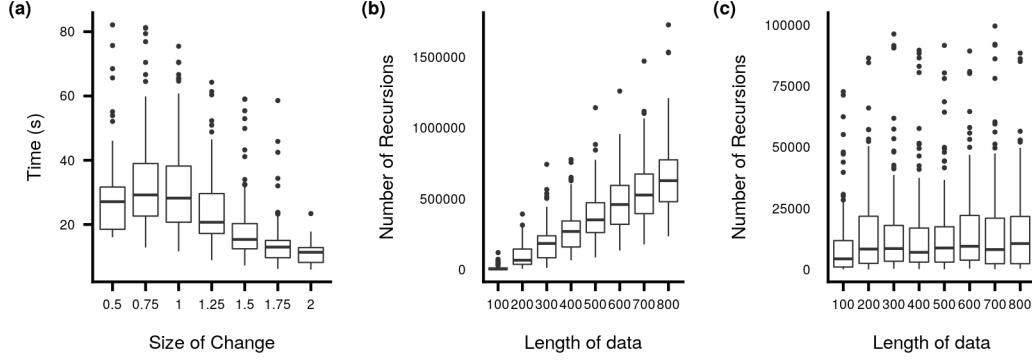 (a)
80
60
40
20
Time (s)
0.5 0.75 1 1.25 1.5 1.75 2
Size of Change
(b)
1500000
1000000
500000
0
Number of Recursions
100 200 300 400 500 600 700 800
Length of data
(c)
100000
75000
50000
25000
0
Number of Recursions
100 200 300 400 500 600 700 800
Length of data